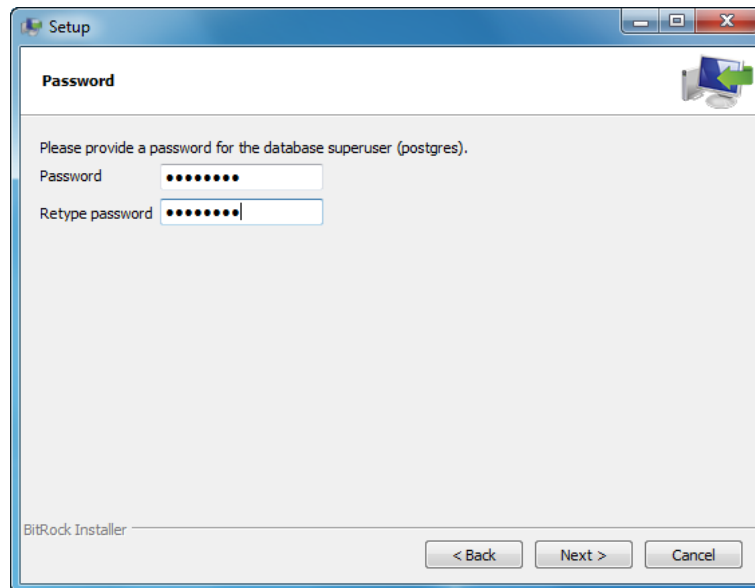 Setup
Password
Please provide a password for the database superuser (postgres).
Password ••••••••
Retype password ••••••••
BitRock Installer
< Back Next > Cancel